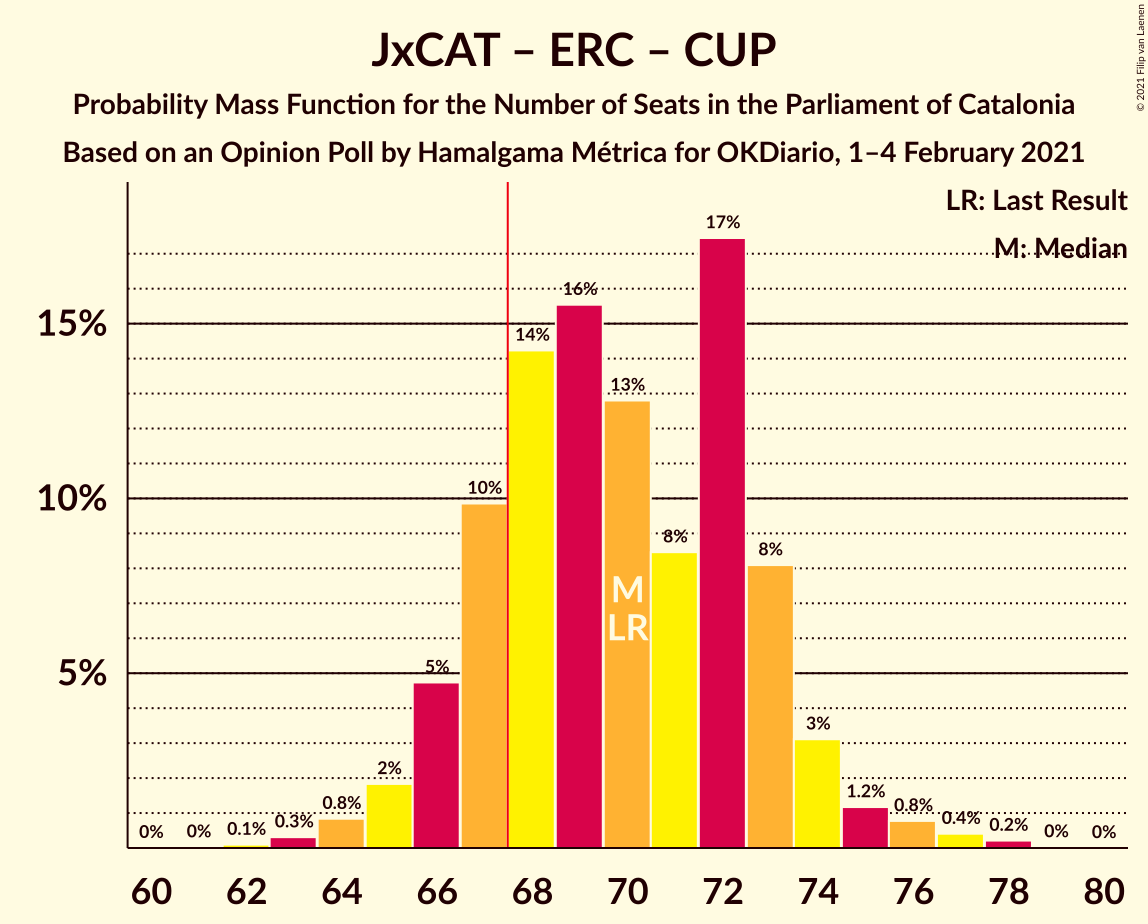 JxCAT – ERC – CUP
Probability Mass Function for the Number of Seats in the Parliament of Catalonia
Based on an Opinion Poll by Hamalgama Métrica for OKDiario, 1–4 February 2021
© 2021 Filip van Laenen
LR: Last Result
M: Median
17%
16%
15%
14%
13%
10%
10%
8%
8%
M
LR
5%
5%
3%
2%
1.2%
0.8%
0.8%
0.4%
0.3%
0.2%
0.1%
0%
0%
0%
0%
60 62 64 66 68 70 72 74 76 78 80